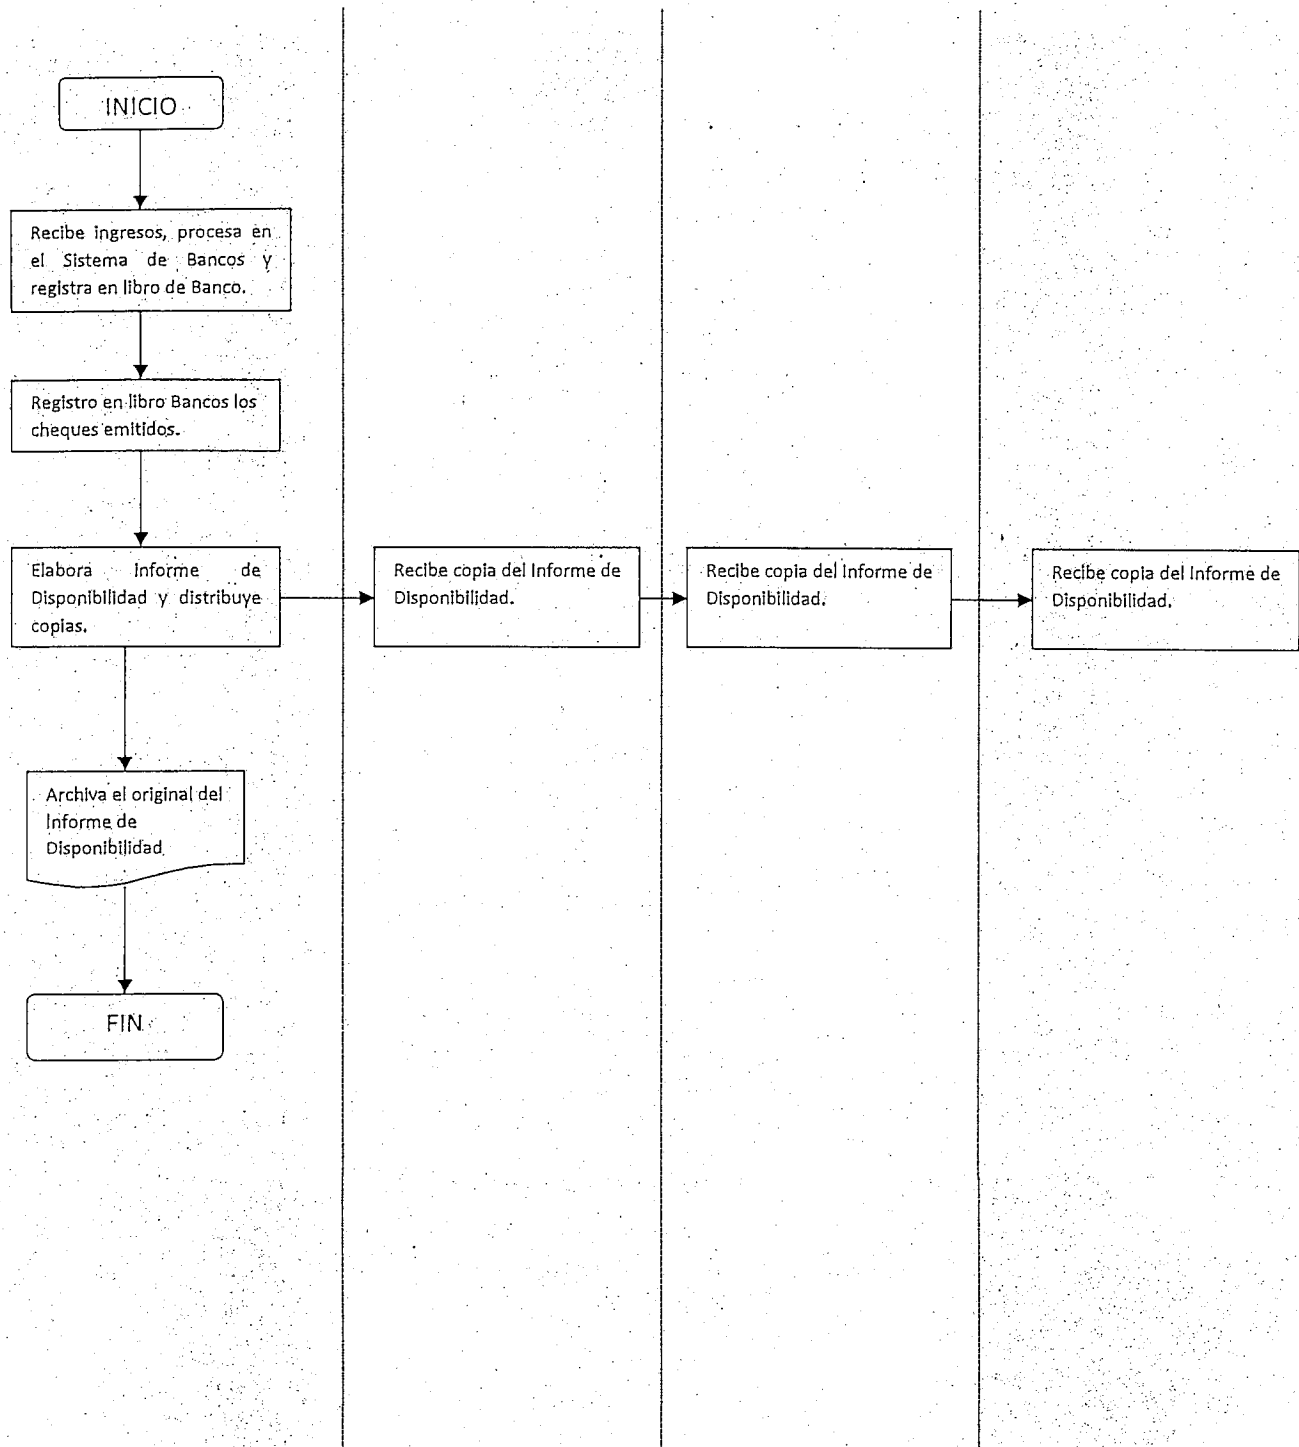 INICIO
Recibe ingresos, procesa en
el Sistema de Bancos y
registra en libro de Banco.
Registro en libro Bancos los
cheques emitidos.
Elabora Informe de
Disponibilidad y distribuye
copias.
Recibe copia del Informe de
Disponibilidad.
Recibe copia del Informe de
Disponibilidad.
Recibe copia del Informe de
Disponibilidad.
Archiva el original del
Informe de
Disponibilidad
FIN